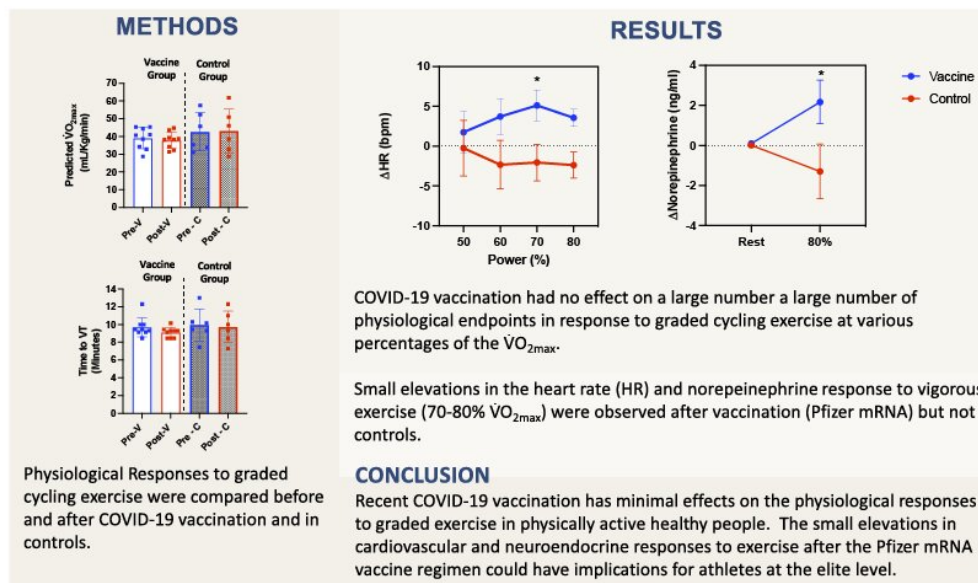 METHODS
Vaccine Group
Control Group
Predicted V̇O2max (mL/Kg/min)
70
60
50
40
30
20
10
0
Pre-V
Post-V
Pre - C
Post - C
Vaccine Group
Control Group
Time to VT (Minutes)
14
12
10
8
6
4
2
0
Pre-V
Post-V
Pre - C
Post - C
Physiological Responses to graded
cycling exercise were compared before
and after COVID-19 vaccination and in
controls.
RESULTS
ΔHR (bpm)
10
5
0
-5
-10
*
50
60
70
80
Power (%)
ΔNorepinephrine (ng/ml)
4
2
0
-2
-4
*
Rest
80%
Vaccine
Control
COVID-19 vaccination had no effect on a large number a large number of
physiological endpoints in response to graded cycling exercise at various
percentages of the V̇O2max.
Small elevations in the heart rate (HR) and norepeinephrine response to vigorous
exercise (70-80% V̇O2max) were observed after vaccination (Pfizer mRNA) but not
controls.
CONCLUSION
Recent COVID-19 vaccination has minimal effects on the physiological responses
to graded exercise in physically active healthy people. The small elevations in
cardiovascular and neuroendocrine responses to exercise after the Pfizer mRNA
vaccine regimen could have implications for athletes at the elite level.